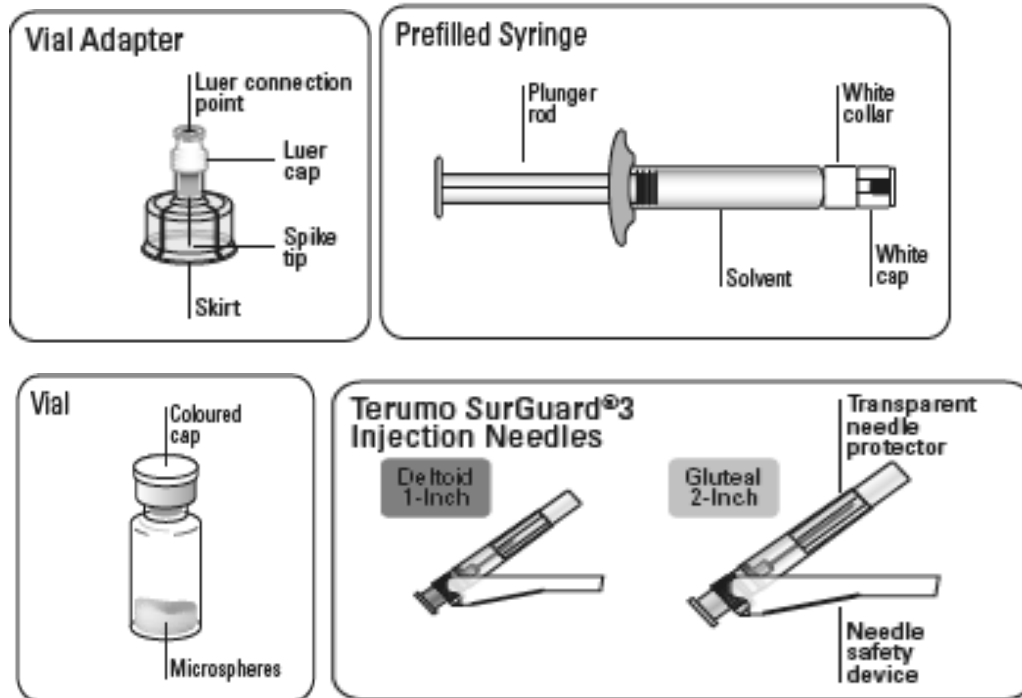 Vial Adapter
Luer connection
point
Luer
cap
Spike
tip
Skirt
Prefilled Syringe
Plunger
rod
White
collar
Solvent
White
cap
Vial
Coloured
cap
Microspheres
Terumo SurGuard®3
Injection Needles
Deltoid
1-Inch
Gluteal
2-Inch
Transparent
needle
protector
Needle
safety
device